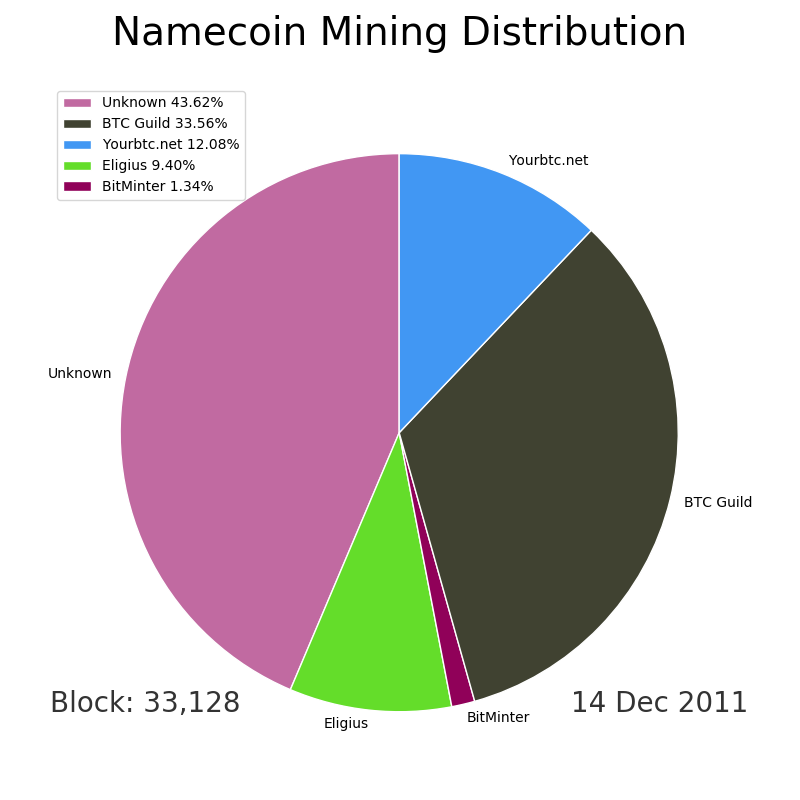 Namecoin Mining Distribution
Unknown 43.62%
BTC Guild 33.56%
Yourbtc.net 12.08%
Eligius 9.40%
BitMinter 1.34%
Yourbtc.net
Unknown
BTC Guild
Block: 33,128
14 Dec 2011
BitMinter
Eligius